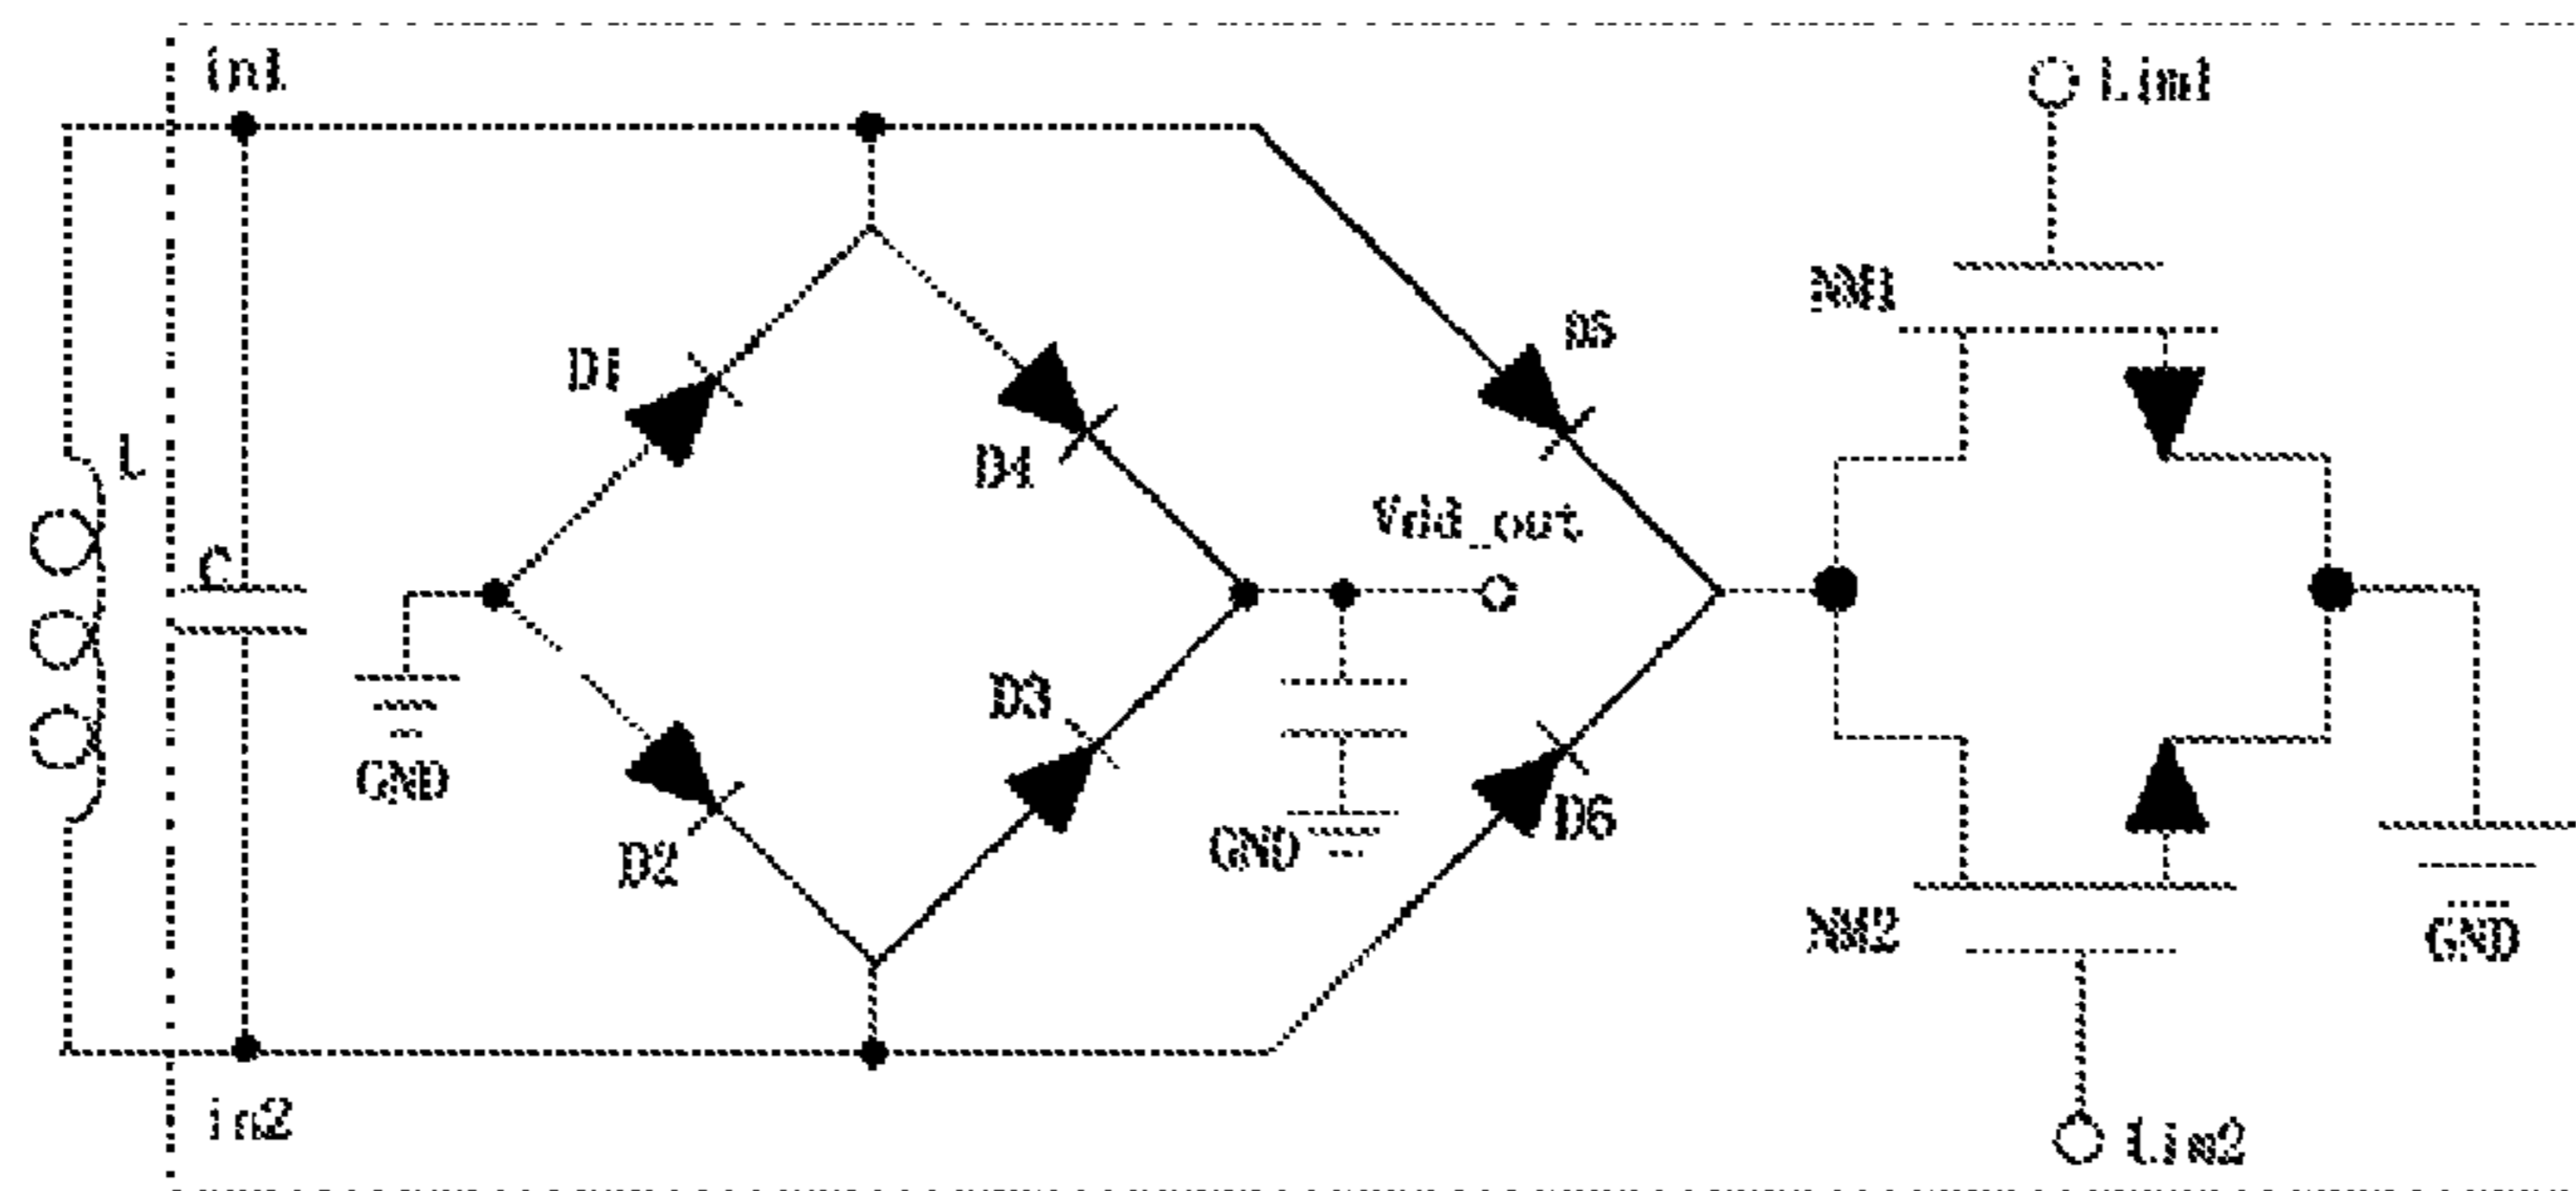 in1
Lim1
NM1
D5
D1
L
D4
Vdd_out
C
D3
GND
D6
GND
D2
NM2
GND
in2
Lim2